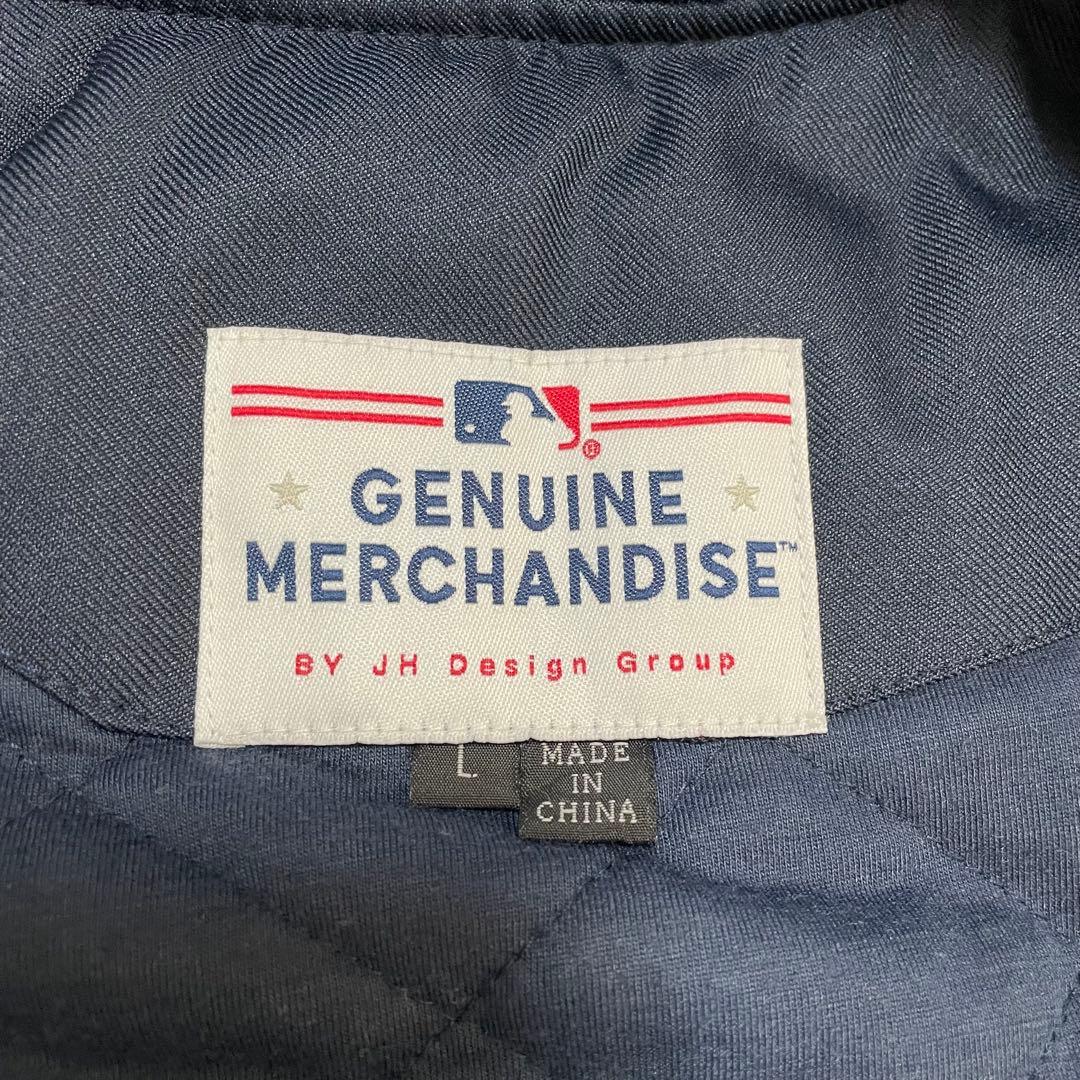 GENUINE
MERCHANDISE™
BY JH Design Group
L
MADE
IN
CHINA